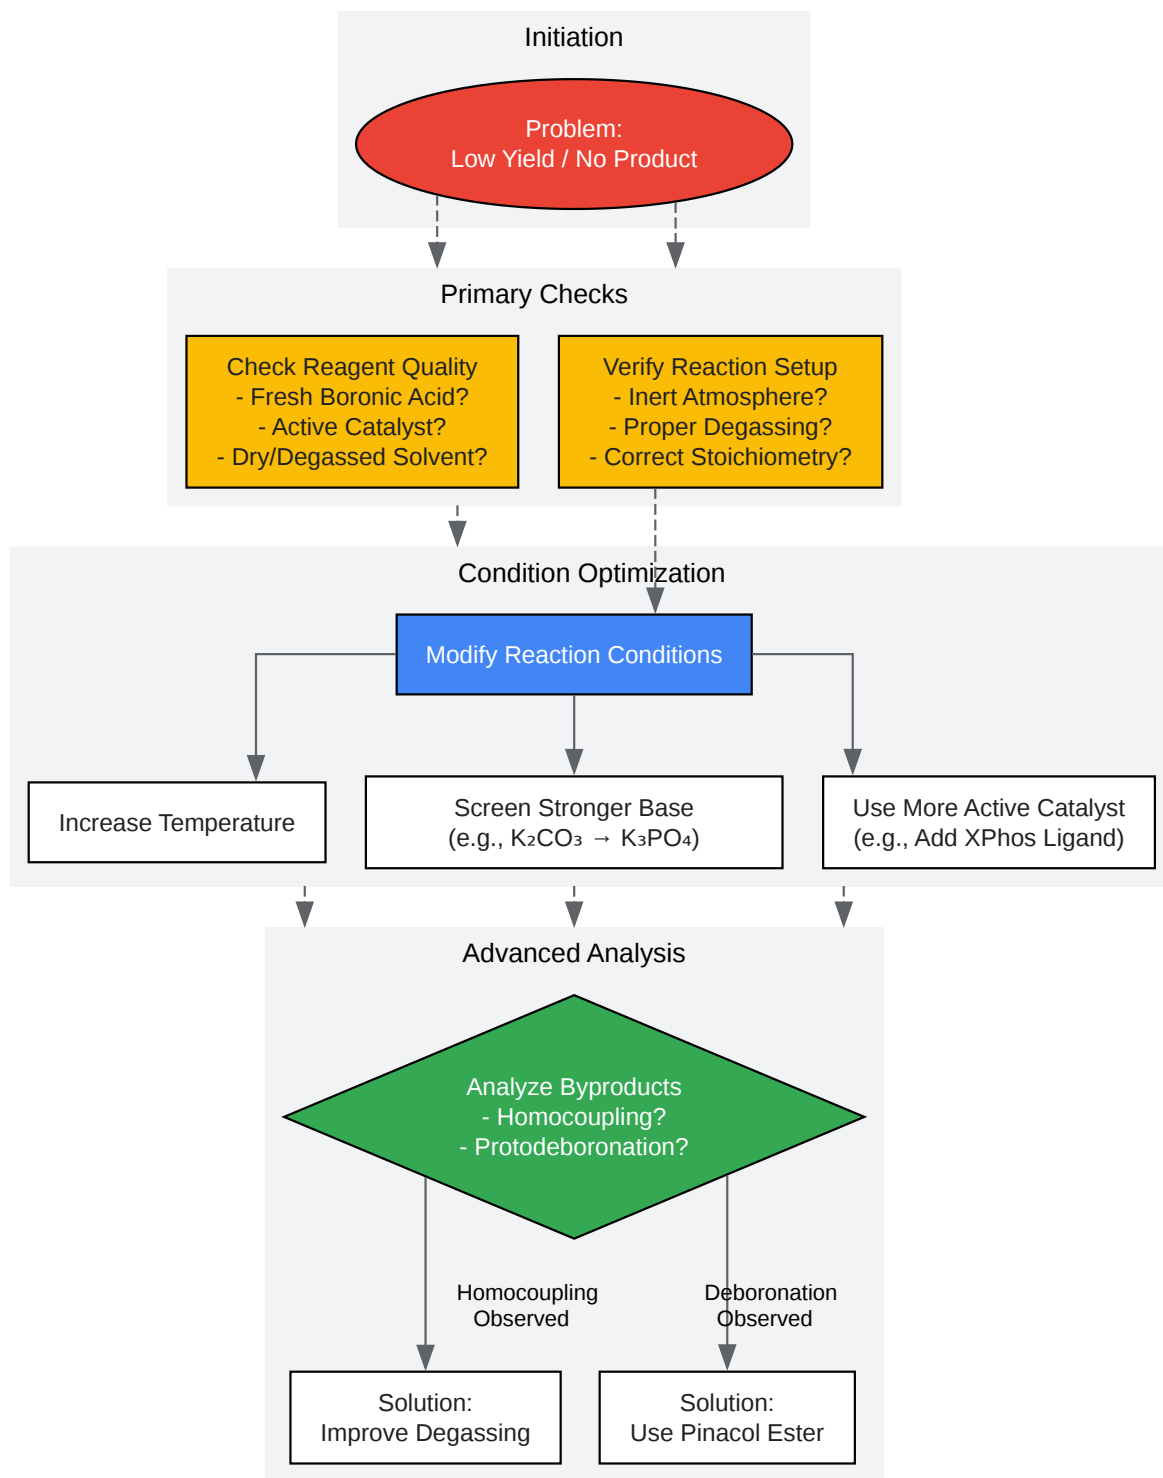 Initiation
Problem:
Low Yield / No Product
Primary Checks
Check Reagent Quality
- Fresh Boronic Acid?
- Active Catalyst?
- Dry/Degassed Solvent?
Verify Reaction Setup
- Inert Atmosphere?
- Proper Degassing?
- Correct Stoichiometry?
Condition Optimization
Modify Reaction Conditions
Increase Temperature
Screen Stronger Base
(e.g., K₂CO₃ → K₃PO₄)
Use More Active Catalyst
(e.g., Add XPhos Ligand)
Advanced Analysis
Analyze Byproducts
- Homocoupling?
- Protodeboronation?
Homocoupling
Observed
Deboronation
Observed
Solution:
Improve Degassing
Solution:
Use Pinacol Ester